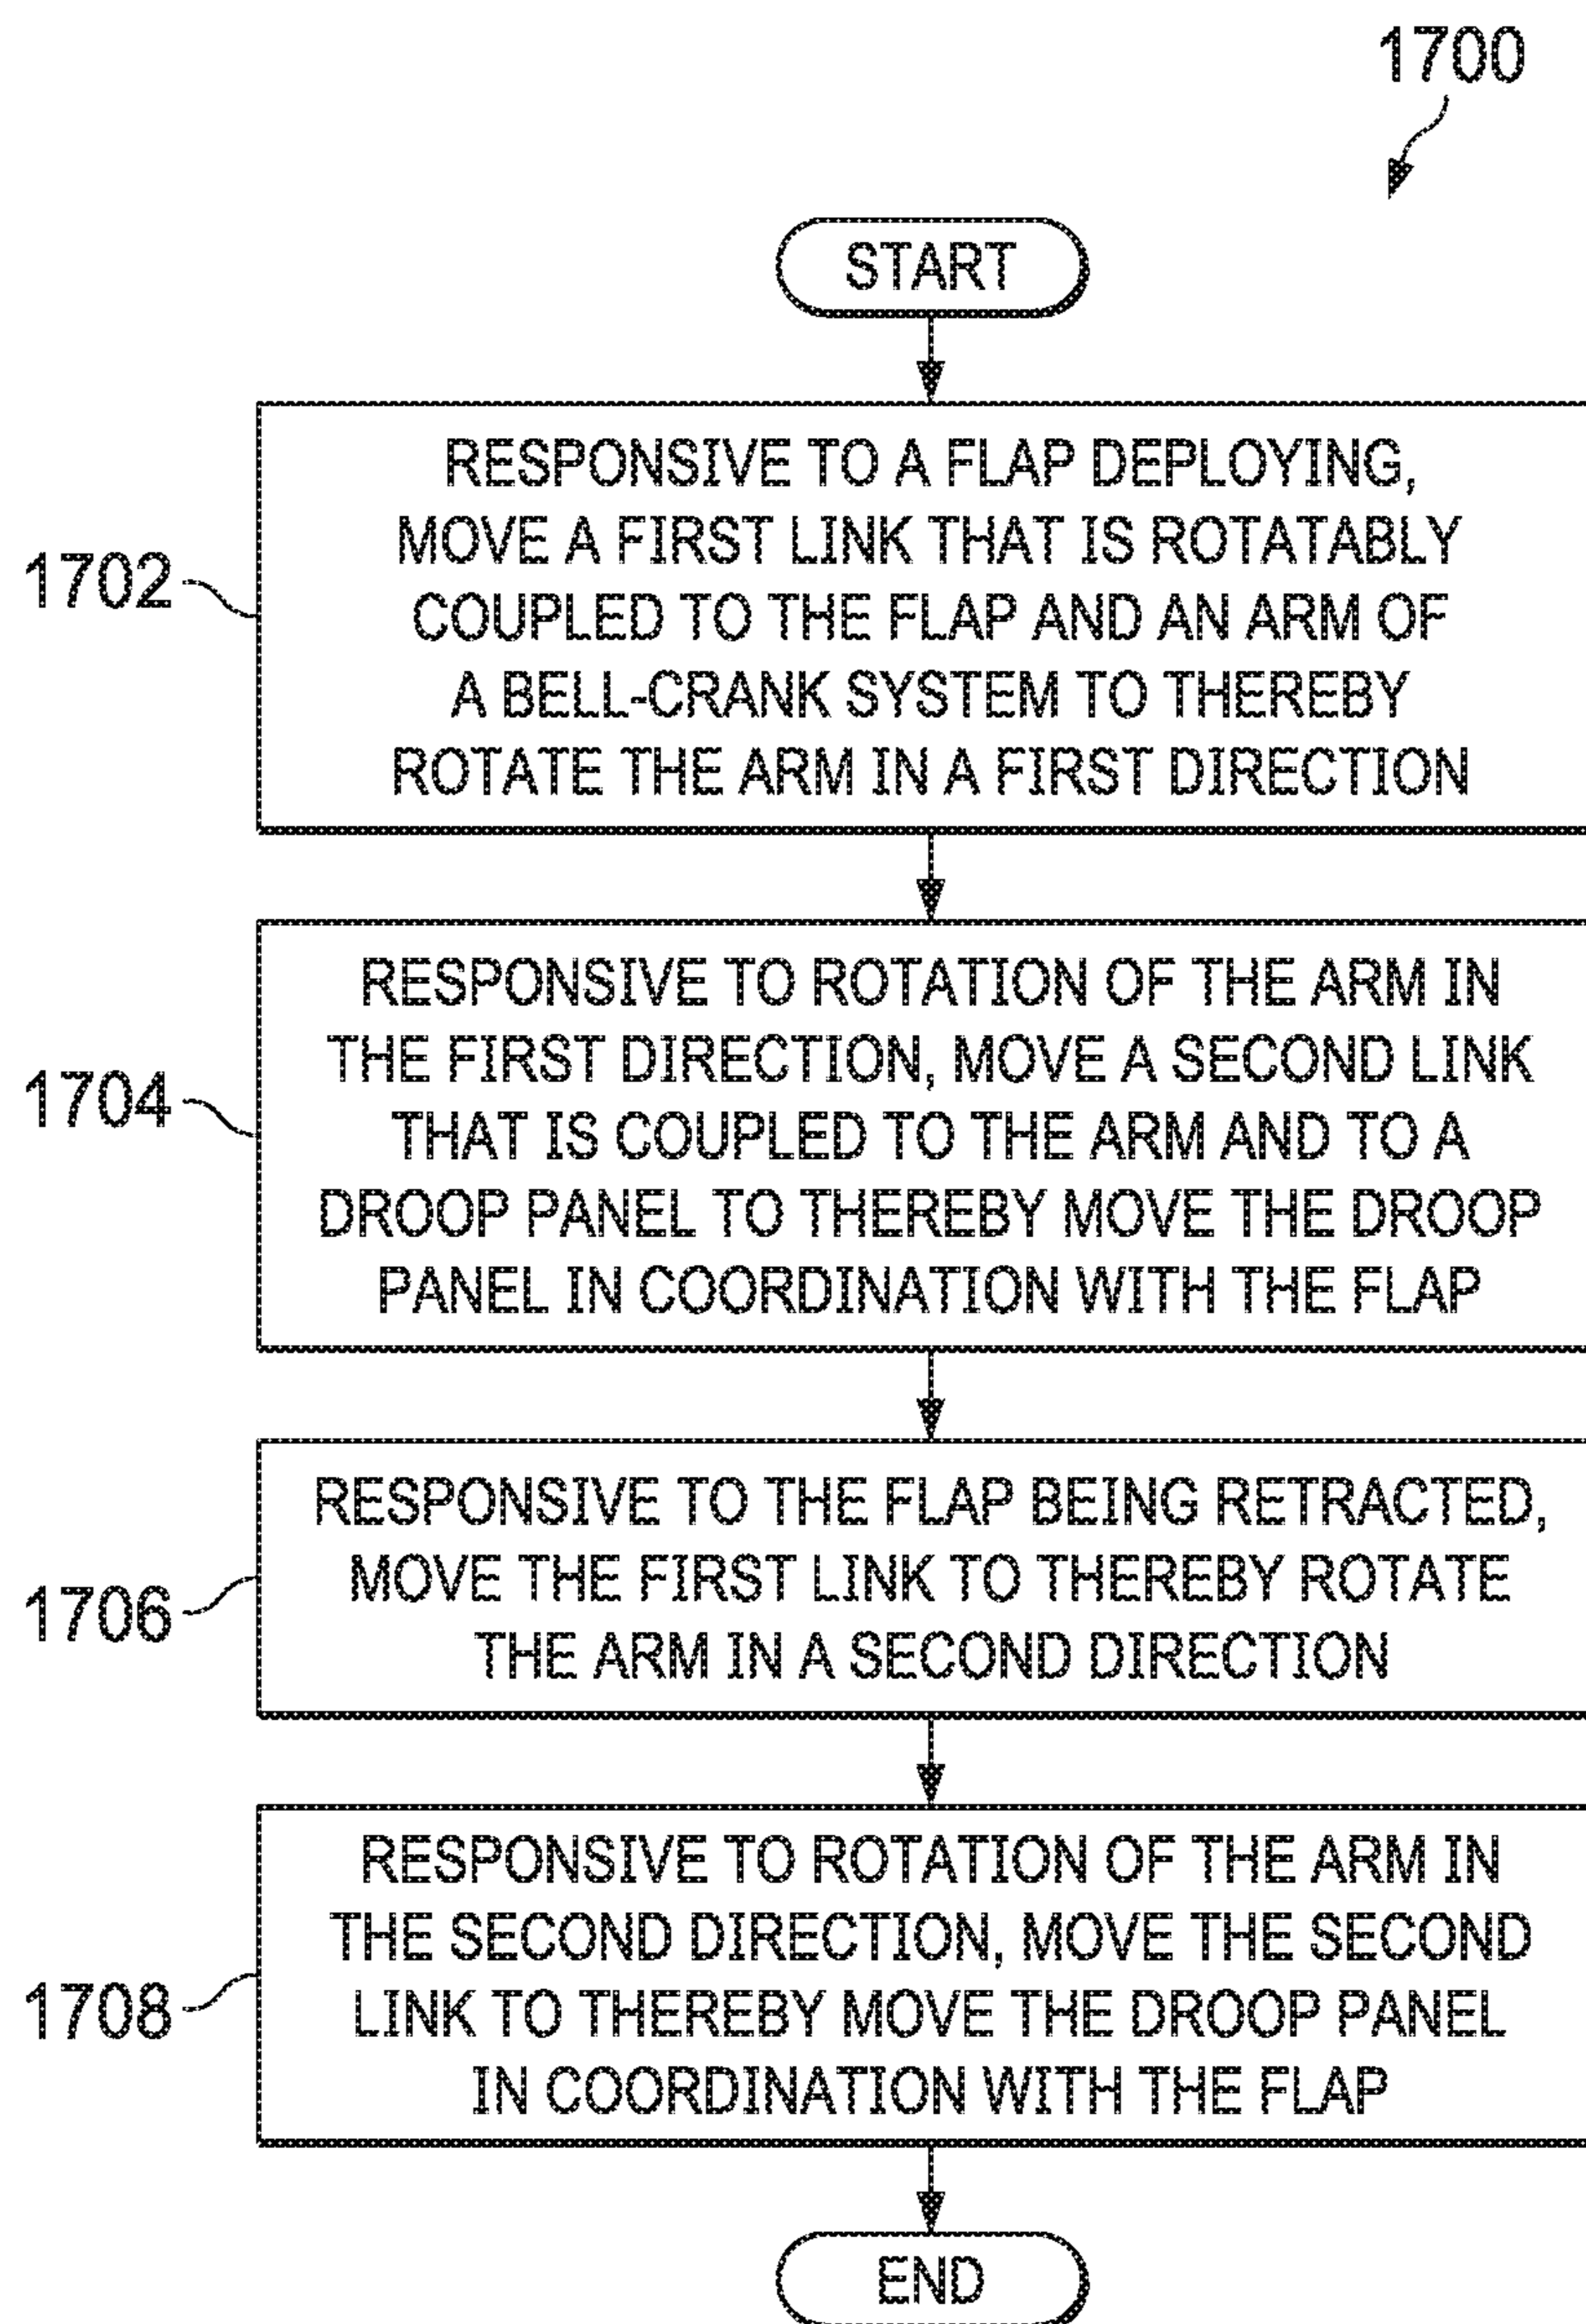 1700
START
1702
RESPONSIVE TO A FLAP DEPLOYING,
MOVE A FIRST LINK THAT IS ROTATABLY
COUPLED TO THE FLAP AND AN ARM OF
A BELL-CRANK SYSTEM TO THEREBY
ROTATE THE ARM IN A FIRST DIRECTION
1704
RESPONSIVE TO ROTATION OF THE ARM IN
THE FIRST DIRECTION, MOVE A SECOND LINK
THAT IS COUPLED TO THE ARM AND TO A
DROOP PANEL TO THEREBY MOVE THE DROOP
PANEL IN COORDINATION WITH THE FLAP
1706
RESPONSIVE TO THE FLAP BEING RETRACTED,
MOVE THE FIRST LINK TO THEREBY ROTATE
THE ARM IN A SECOND DIRECTION
1708
RESPONSIVE TO ROTATION OF THE ARM IN
THE SECOND DIRECTION, MOVE THE SECOND
LINK TO THEREBY MOVE THE DROOP PANEL
IN COORDINATION WITH THE FLAP
END